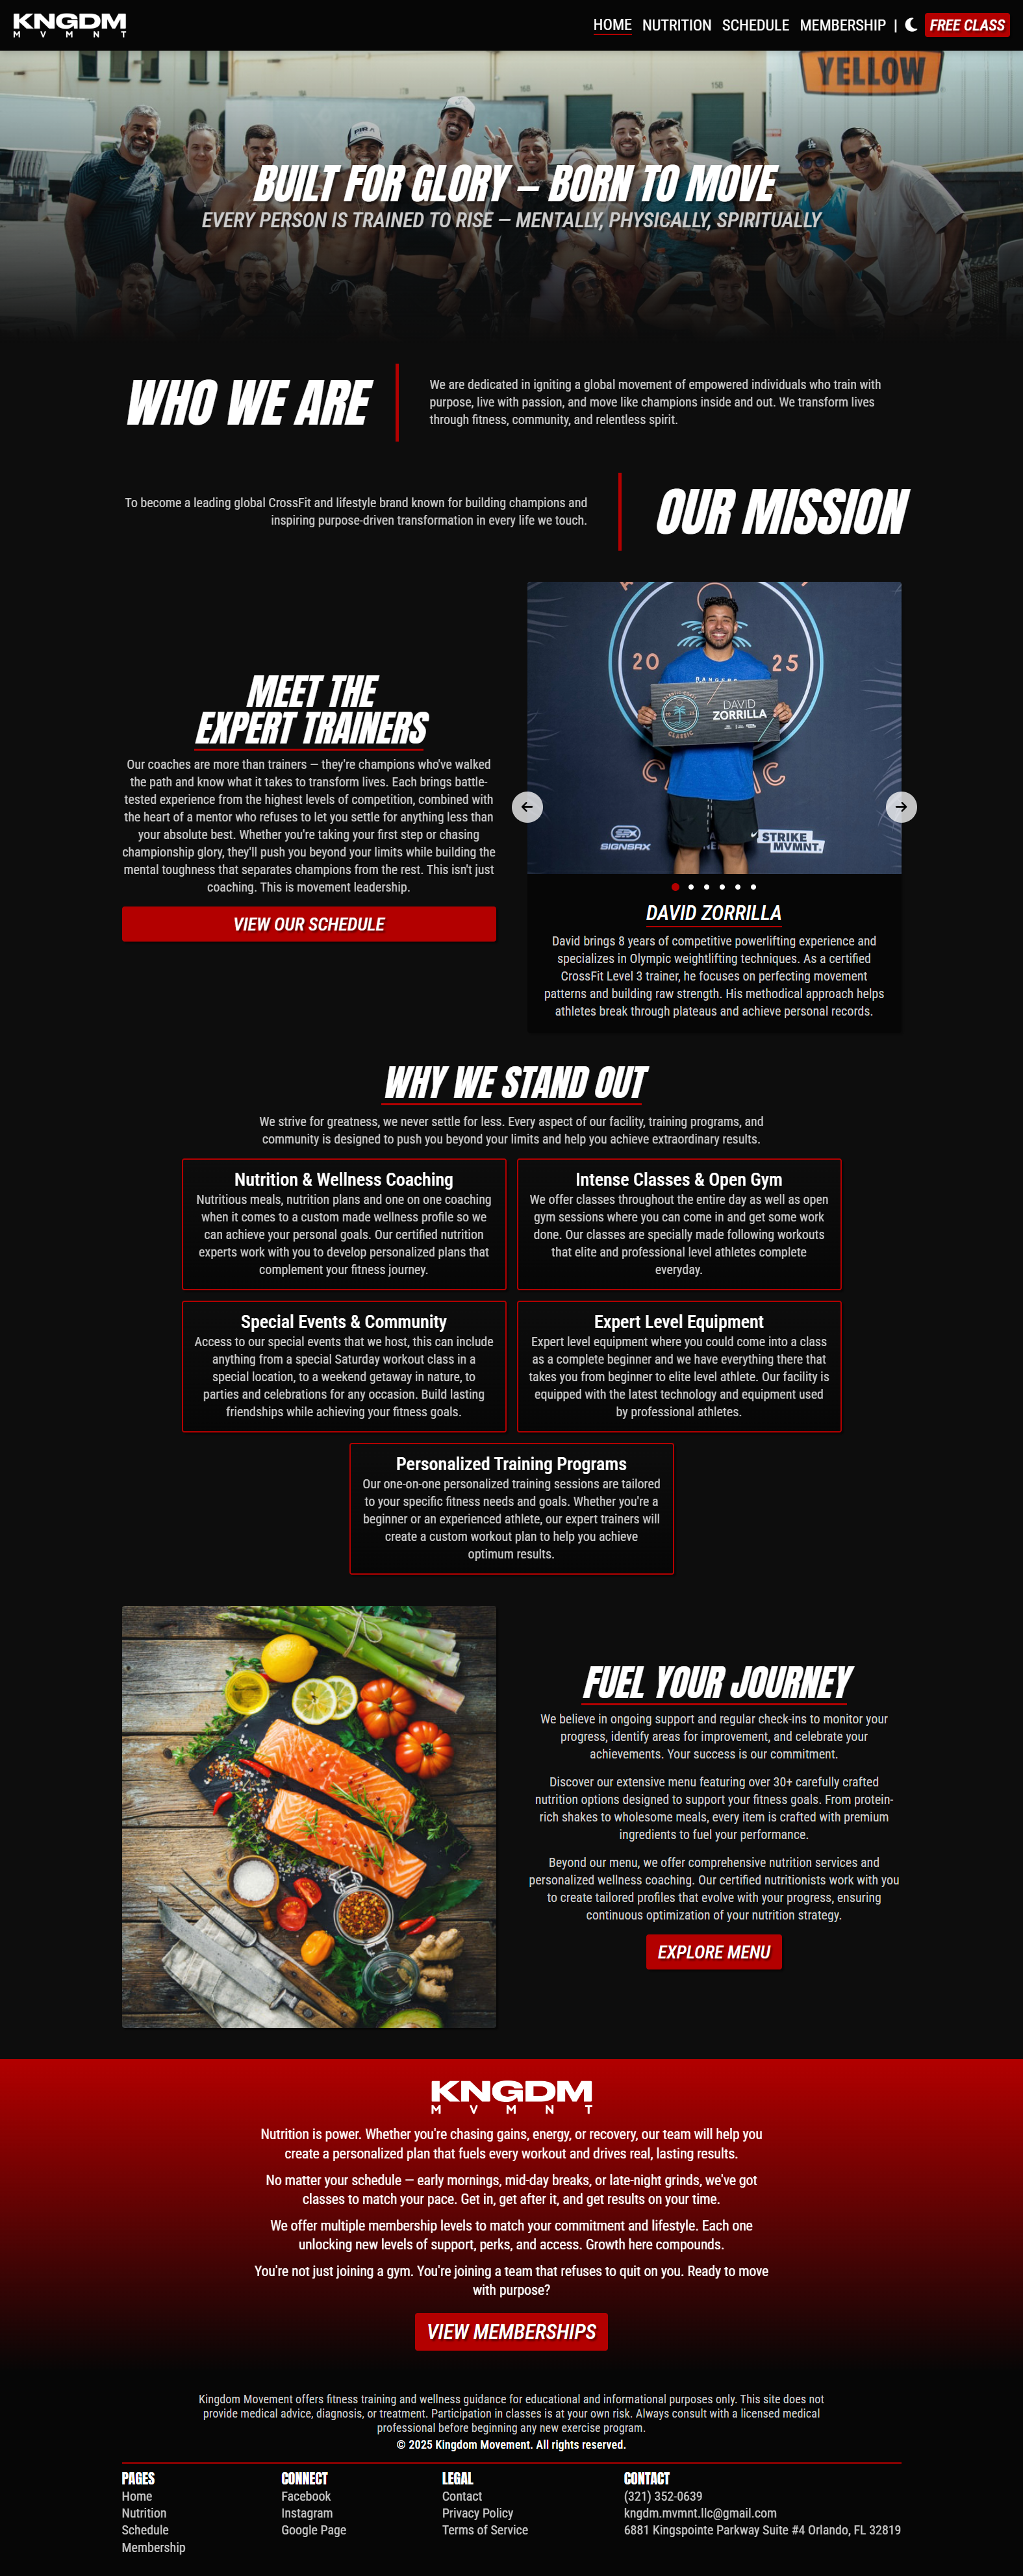 KNGDM
MVMNT
HOME NUTRITION SCHEDULE MEMBERSHIP | FREE CLASS
YELLOW
BUILT FOR GLORY – BORN TO MOVE
EVERY PERSON IS TRAINED TO RISE — MENTALLY, PHYSICALLY, SPIRITUALLY
WHO WE ARE
We are dedicated in igniting a global movement of empowered individuals who train with
purpose, live with passion, and move like champions inside and out. We transform lives
through fitness, community, and relentless spirit.
To become a leading global CrossFit and lifestyle brand known for building champions and
inspiring purpose-driven transformation in every life we touch.
OUR MISSION
MEET THE
EXPERT TRAINERS
Our coaches are more than trainers — they're champions who've walked
the path and know what it takes to transform lives. Each brings battle-
tested experience from the highest levels of competition, combined with
the heart of a mentor who refuses to let you settle for anything less than
your absolute best. Whether you're taking your first step or chasing
championship glory, they'll push you beyond your limits while building the
mental toughness that separates champions from the rest. This isn't just
coaching. This is movement leadership.
VIEW OUR SCHEDULE
20 25
DAVID
ZORRILLA
SIGNSRX
STRIKE
MVMNT.
DAVID ZORRILLA
David brings 8 years of competitive powerlifting experience and
specializes in Olympic weightlifting techniques. As a certified
CrossFit Level 3 trainer, he focuses on perfecting movement
patterns and building raw strength. His methodical approach helps
athletes break through plateaus and achieve personal records.
WHY WE STAND OUT
We strive for greatness, we never settle for less. Every aspect of our facility, training programs, and
community is designed to push you beyond your limits and help you achieve extraordinary results.
Nutrition & Wellness Coaching
Nutritious meals, nutrition plans and one on one coaching
when it comes to a custom made wellness profile so we
can achieve your personal goals. Our certified nutrition
experts work with you to develop personalized plans that
complement your fitness journey.
Intense Classes & Open Gym
We offer classes throughout the entire day as well as open
gym sessions where you can come in and get some work
done. Our classes are specially made following workouts
that elite and professional level athletes complete
everyday.
Special Events & Community
Access to our special events that we host, this can include
anything from a special Saturday workout class in a
special location, to a weekend getaway in nature, to
parties and celebrations for any occasion. Build lasting
friendships while achieving your fitness goals.
Expert Level Equipment
Expert level equipment where you could come into a class
as a complete beginner and we have everything there that
takes you from beginner to elite level athlete. Our facility is
equipped with the latest technology and equipment used
by professional athletes.
Personalized Training Programs
Our one-on-one personalized training sessions are tailored
to your specific fitness needs and goals. Whether you're a
beginner or an experienced athlete, our expert trainers will
create a custom workout plan to help you achieve
optimum results.
FUEL YOUR JOURNEY
We believe in ongoing support and regular check-ins to monitor your
progress, identify areas for improvement, and celebrate your
achievements. Your success is our commitment.
Discover our extensive menu featuring over 30+ carefully crafted
nutrition options designed to support your fitness goals. From protein-
rich shakes to wholesome meals, every item is crafted with premium
ingredients to fuel your performance.
Beyond our menu, we offer comprehensive nutrition services and
personalized wellness coaching. Our certified nutritionists work with you
to create tailored profiles that evolve with your progress, ensuring
continuous optimization of your nutrition strategy.
EXPLORE MENU
KNGDM
MVMNT
Nutrition is power. Whether you're chasing gains, energy, or recovery, our team will help you
create a personalized plan that fuels every workout and drives real, lasting results.
No matter your schedule — early mornings, mid-day breaks, or late-night grinds, we've got
classes to match your pace. Get in, get after it, and get results on your time.
We offer multiple membership levels to match your commitment and lifestyle. Each one
unlocking new levels of support, perks, and access. Growth here compounds.
You're not just joining a gym. You're joining a team that refuses to quit on you. Ready to move
with purpose?
VIEW MEMBERSHIPS
Kingdom Movement offers fitness training and wellness guidance for educational and informational purposes only. This site does not
provide medical advice, diagnosis, or treatment. Participation in classes is at your own risk. Always consult with a licensed medical
professional before beginning any new exercise program.
© 2025 Kingdom Movement. All rights reserved.
PAGES
Home
Nutrition
Schedule
Membership
CONNECT
Facebook
Instagram
Google Page
LEGAL
Contact
Privacy Policy
Terms of Service
CONTACT
(321) 352-0639
kngdm.mvmnt.llc@gmail.com
6881 Kingspointe Parkway Suite #4 Orlando, FL 32819